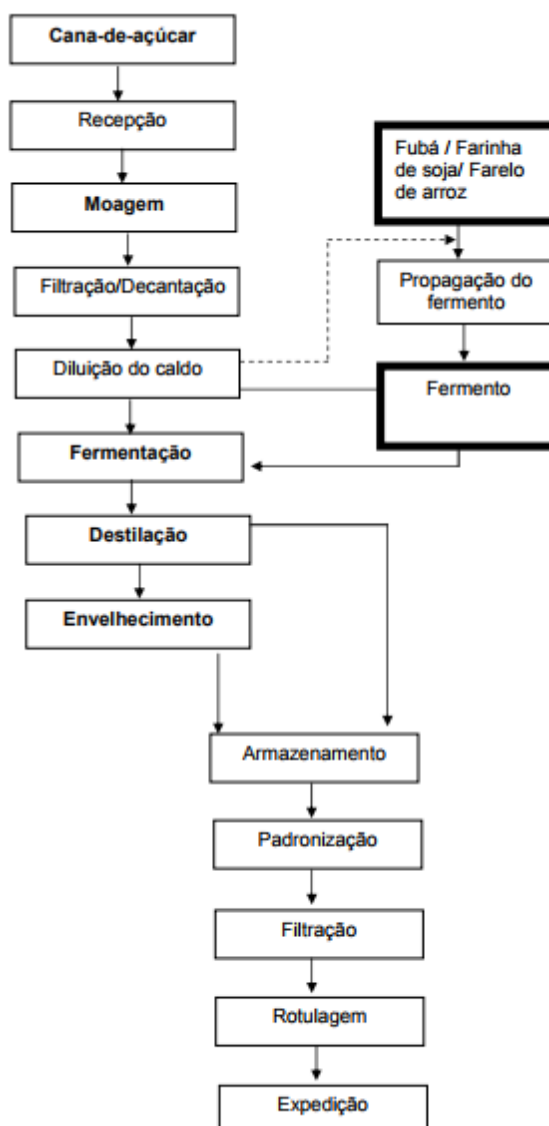 Cana-de-açúcar
Recepção
Moagem
Filtração/Decantação
Diluição do caldo
Fermentação
Destilação
Envelhecimento
Fubá / Farinha
de soja/ Farelo
de arroz
Propagação do
fermento
Fermento
Armazenamento
Padronização
Filtração
Rotulagem
Expedição